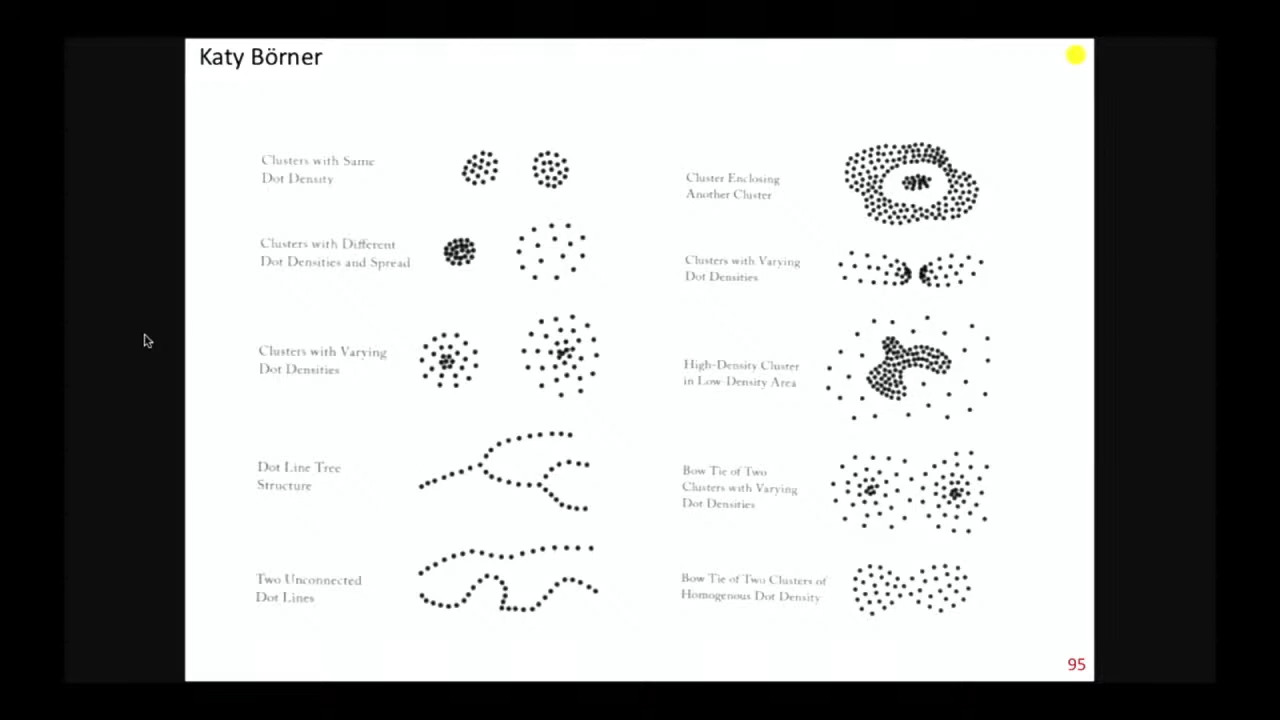 Katy Börner
Clusters with Same
Dot Density
Clusters with Different
Dot Densities and Spread
Clusters with Varying
Dot Densities
Dot Line Tree
Structure
Two Unconnected
Dot Lines
Cluster Enclosing
Another Cluster
Clusters with Varying
Dot Densities
High-Density Cluster
in Low-Density Area
Bow Tie of Two
Clusters with Varying
Dot Densities
Bow Tie of Two Clusters of
Homogenous Dot Density
95